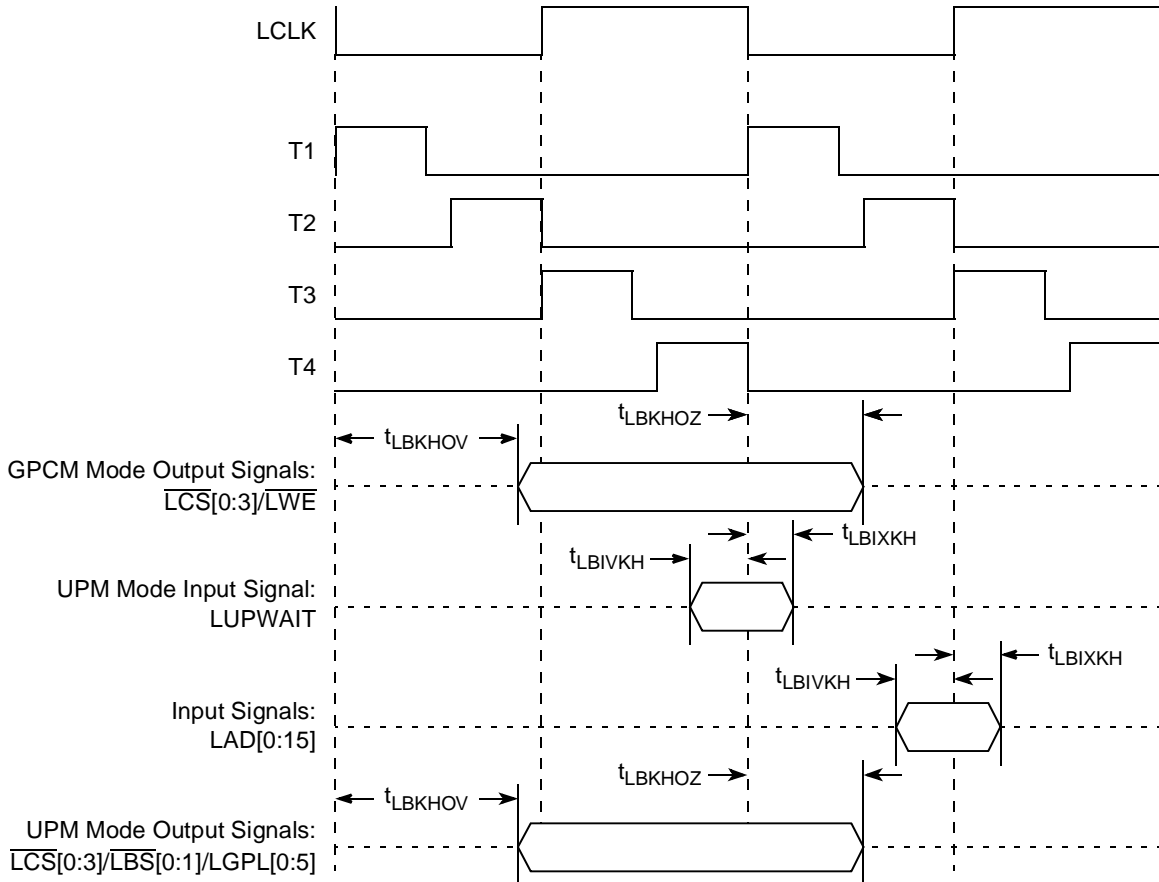 LCLK
T1
T2
T3
T4
tLBKHOZ
tLBKHOV
GPCM Mode Output Signals:
LCS[0:3]/LWE
tLBIXKH
tLBIVKH
UPM Mode Input Signal:
LUPWAIT
tLBIXKH
tLBIVKH
Input Signals:
LAD[0:15]
tLBKHOZ
tLBKHOV
UPM Mode Output Signals:
LCS[0:3]/LBS[0:1]/LGPL[0:5]